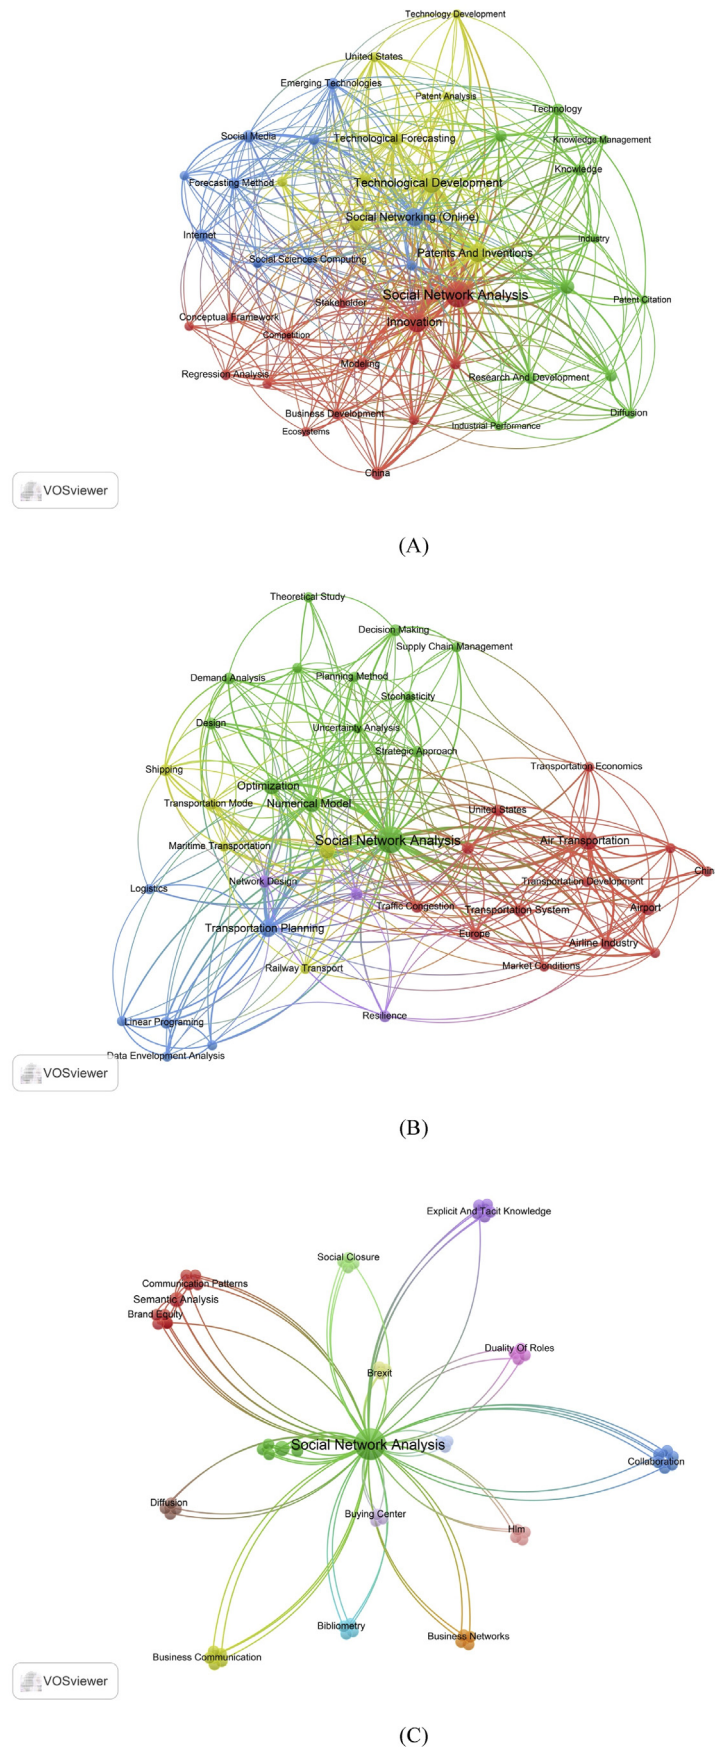 Technology Development
United States
Emerging Technologies
Patent Analysis
Technology
Social Media
Technological Forecasting
Knowledge Management
Knowledge
Forecasting Method
Technological Development
Social Networking (Online)
Internet
Industry
Patents And Inventions
Social Sciences Computing
Social Network Analysis
Patent Citation
Stakeholder
Conceptual Framework
Innovation
Competition
Modeling
Regression Analysis
Research And Development
Business Development
Diffusion
Industrial Performance
Ecosystems
China
VOSviewer
(A)
Theoretical Study
Decision Making
Supply Chain Management
Demand Analysis
Planning Method
Stochasticity
Design
Uncertainty Analysis
Strategic Approach
Shipping
Transportation Economics
Optimization
Transportation Mode
Numerical Model
United States
Social Network Analysis
Air Transportation
Maritime Transportation
Chin
Network Design
Transportation Development
Logistics
Traffic Congestion
Transportation System
Airport
Transportation Planning
Europe
Airline Industry
Railway Transport
Market Conditions
Resilience
Linear Programing
Data Envelopment Analysis
VOSviewer
(B)
Explicit And Tacit Knowledge
Social Closure
Communication Patterns
Semantic Analysis
Brand Equity
Duality Of Roles
Brexit
Social Network Analysis
Collaboration
Diffusion
Buying Center
Hlm
Bibliometry
Business Networks
Business Communication
VOSviewer
(C)